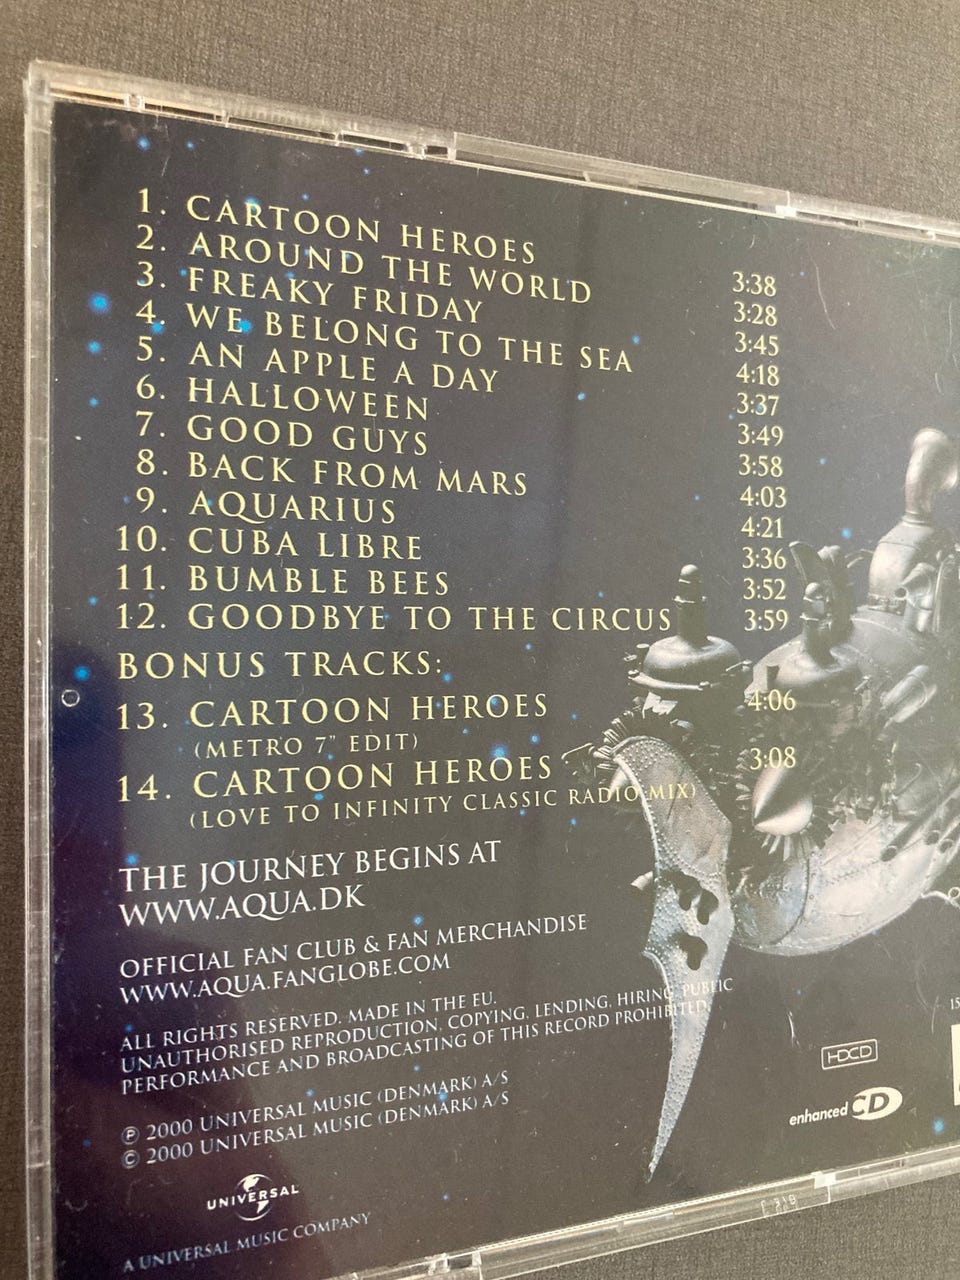 1. CARTOON HEROES 3:38
2. AROUND THE WORLD 3:28
3. FREAKY FRIDAY 3:45
4. WE BELONG TO THE SEA 4:18
5. AN APPLE A DAY 3:37
6. HALLOWEEN 3:49
7. GOOD GUYS 3:58
8. BACK FROM MARS 4:03
9. AQUARIUS 4:21
10. CUBA LIBRE 3:36
11. BUMBLE BEES 3:52
12. GOODBYE TO THE CIRCUS 3:59
BONUS TRACKS:
13. CARTOON HEROES 4:06
(METRO 7" EDIT)
14. CARTOON HEROES 3:08
(LOVE TO INFINITY CLASSIC RADIO MIX)
THE JOURNEY BEGINS AT
WWW.AQUA.DK
OFFICIAL FAN CLUB & FAN MERCHANDISE
WWW.AQUA.FANGLOBE.COM
ALL RIGHTS RESERVED. MADE IN THE EU.
UNAUTHORISED REPRODUCTION, COPYING, LENDING, HIRING, PUBLIC
PERFORMANCE AND BROADCASTING OF THIS RECORD PROHIBITED.
℗ 2000 UNIVERSAL MUSIC (DENMARK) A/S
© 2000 UNIVERSAL MUSIC (DENMARK) A/S
UNIVERSAL
A UNIVERSAL MUSIC COMPANY
HDCD
enhanced CD